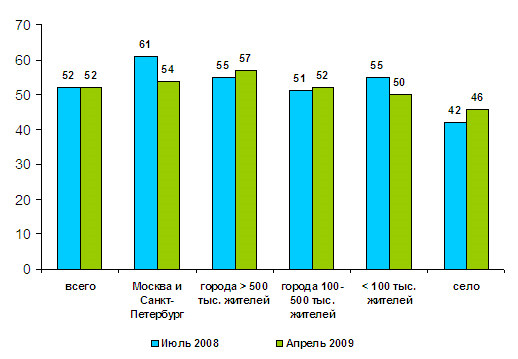 70
60
50
40
30
20
10
0
52 52
61 54
55 57
51 52
55 50
42 46
всего
Москва и
Санкт-
Петербург
города > 500
тыс. жителей
города 100-
500 тыс.
жителей
< 100 тыс.
жителей
село
Июль 2008
Апрель 2009